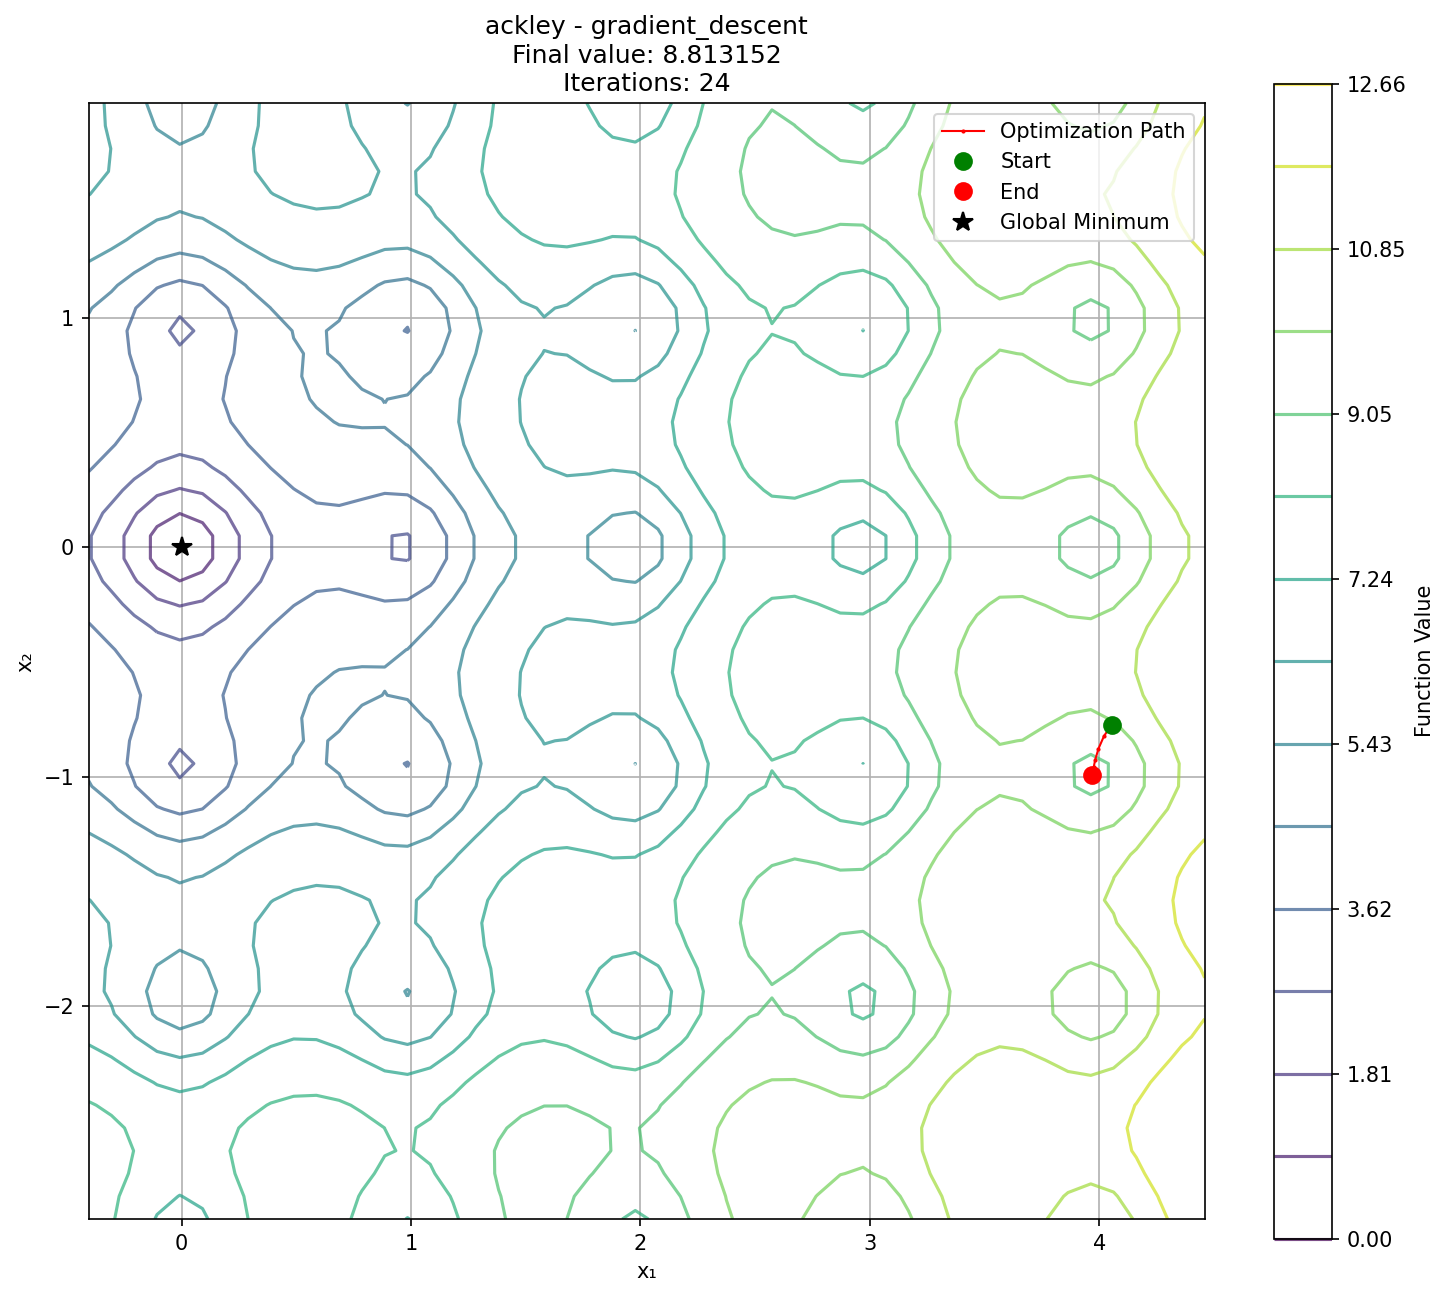 ackley - gradient_descent
Final value: 8.813152
Iterations: 24
Optimization Path
Start
End
Global Minimum
1
0
−1
−2
x₂
0
1
2
3
4
x₁
12.66
10.85
9.05
7.24
5.43
3.62
1.81
0.00
Function Value